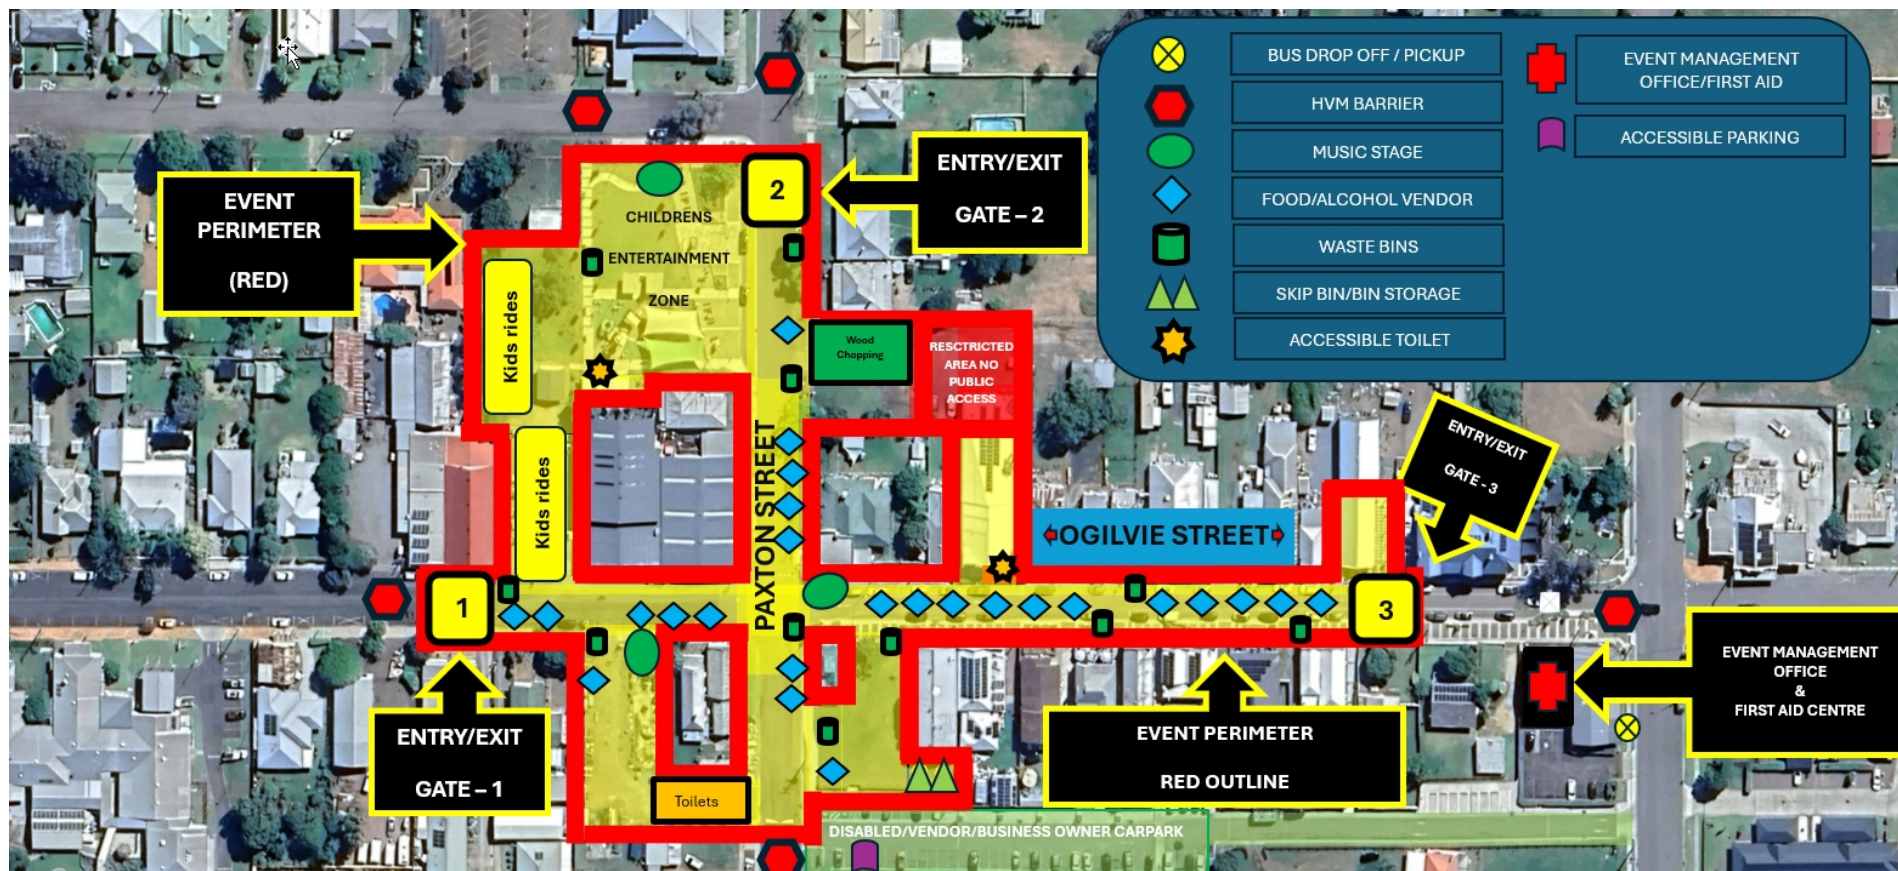 BUS DROP OFF / PICKUP
HVM BARRIER
MUSIC STAGE
FOOD/ALCOHOL VENDOR
WASTE BINS
SKIP BIN/BIN STORAGE
ACCESSIBLE TOILET
EVENT MANAGEMENT
OFFICE/FIRST AID
ACCESSIBLE PARKING
EVENT
PERIMETER
(RED)
ENTRY/EXIT
GATE – 2
2
CHILDRENS
ENTERTAINMENT
ZONE
Kids rides
Kids rides
Wood
Chopping
RESCTRICTED
AREA NO
PUBLIC
ACCESS
PAXTON STREET
OGILVIE STREET
ENTRY/EXIT
GATE - 3
1
3
ENTRY/EXIT
GATE – 1
Toilets
EVENT PERIMETER
RED OUTLINE
EVENT MANAGEMENT
OFFICE
&
FIRST AID CENTRE
DISABLED/VENDOR/BUSINESS OWNER CARPARK